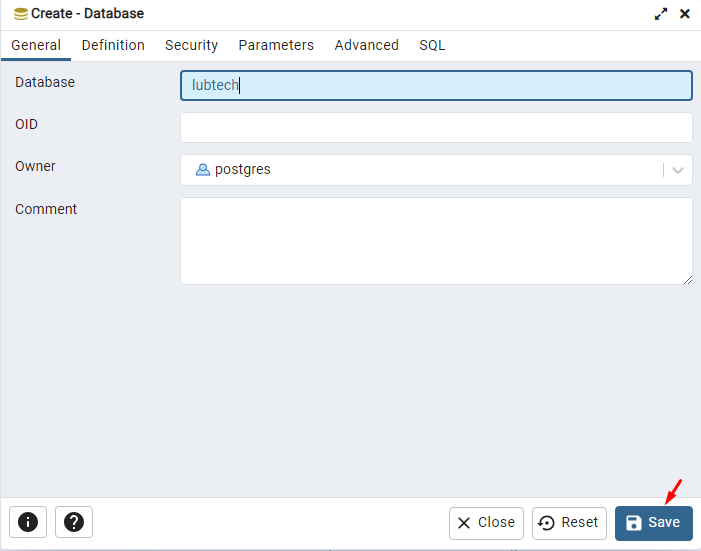 Create - Database
General Definition Security Parameters Advanced SQL
Database lubtech
OID
Owner postgres
Comment
Close Reset Save